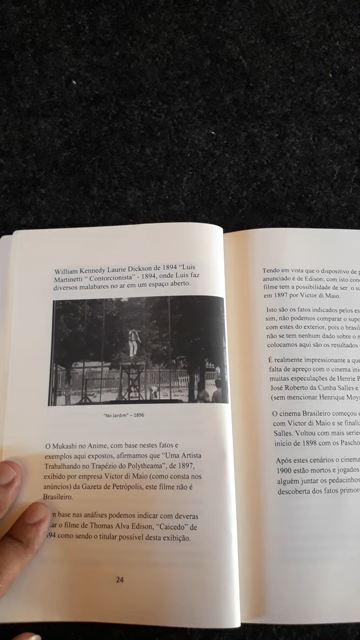 William Kennedy Laurie Dickson de 1894 “Luis
Martinetti “ Contorcionista” - 1894, onde Luis faz
diversos malabares no ar em um espaço aberto.
"No Jardim" – 1896
O Mukashi no Anime, com base nestes fatos e
exemplos aqui expostos, afirmamos que “Uma Artista
Trabalhando no Trapézio do Polytheama”, de 1897,
exibido por empresa Victor di Maio (como consta nos
anúncios) da Gazeta de Petrópolis, este filme não é
Brasileiro.
base nas análises podemos indicar com deveras
o filme de Thomas Alva Edison, “Caicedo” de
como sendo o titular possível desta exibição.
24
Tendo em vista que o dispositivo de
anunciado é de Edison, com isto
filme tem a possibilidade de ser o
em 1897 por Victor di Maio.
Isto são os fatos indicados pelos
sim, não podemos comparar o
com estes do exterior, pois o
não se tem nenhum dado sobre o
colocamos aqui são os resultados
É realmente impressionante a
falta de apreço com o cinema
muitas especulações de Henrie
José Roberto da Cunha Salles e
(sem mencionar Henrique
O cinema Brasileiro começou
com Victor di Maio e se
Salles. Voltou com mais
inicio de 1898 com os
Após estes cenários o
1900 estão mortos e jogados
alguém juntar os pedacinhos
descoberta dos fatos